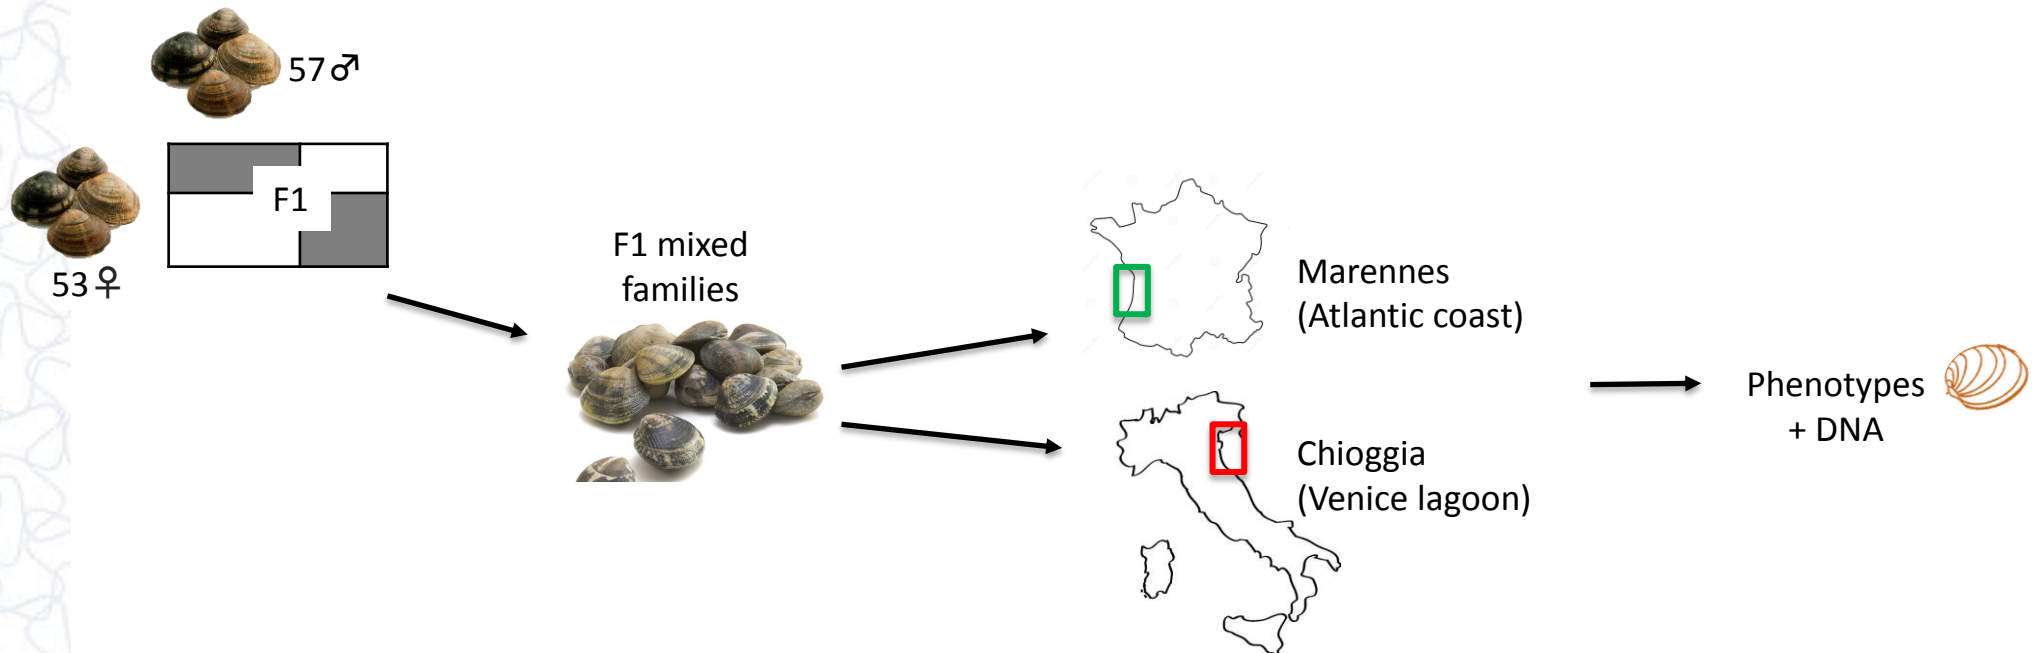 57♂
53♀
F1
F1 mixed
families
Marennes
(Atlantic coast)
Chioggia
(Venice lagoon)
Phenotypes
+ DNA